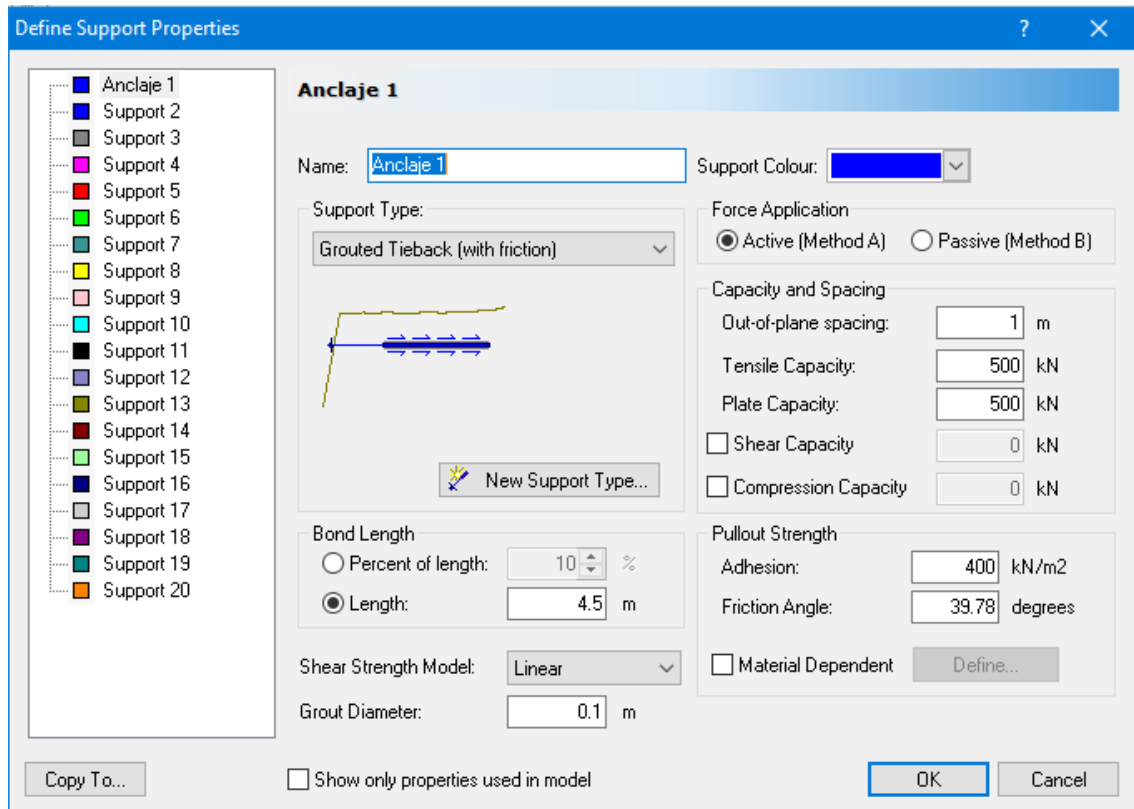 Define Support Properties
Anclaje 1
Support 2
Support 3
Support 4
Support 5
Support 6
Support 7
Support 8
Support 9
Support 10
Support 11
Support 12
Support 13
Support 14
Support 15
Support 16
Support 17
Support 18
Support 19
Support 20
Anclaje 1
Name: Anclaje 1 Support Colour:
Support Type:
Grouted Tieback (with friction)
New Support Type...
Force Application
Active (Method A) Passive (Method B)
Capacity and Spacing
Out-of-plane spacing: 1 m
Tensile Capacity: 500 kN
Plate Capacity: 500 kN
Shear Capacity 0 kN
Compression Capacity 0 kN
Bond Length
Percent of length: 10 %
Length: 4.5 m
Pullout Strength
Adhesion: 400 kN/m2
Friction Angle: 39.78 degrees
Material Dependent Define...
Shear Strength Model: Linear
Grout Diameter: 0.1 m
Copy To... Show only properties used in model OK Cancel